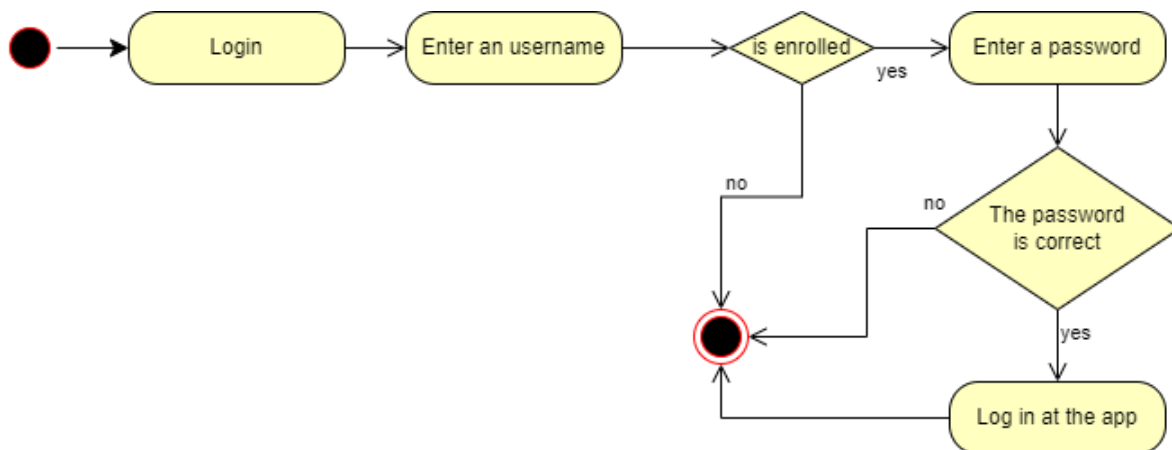 Login
Enter an username
is enrolled
yes
Enter a password
no
no
The password
is correct
yes
Log in at the app